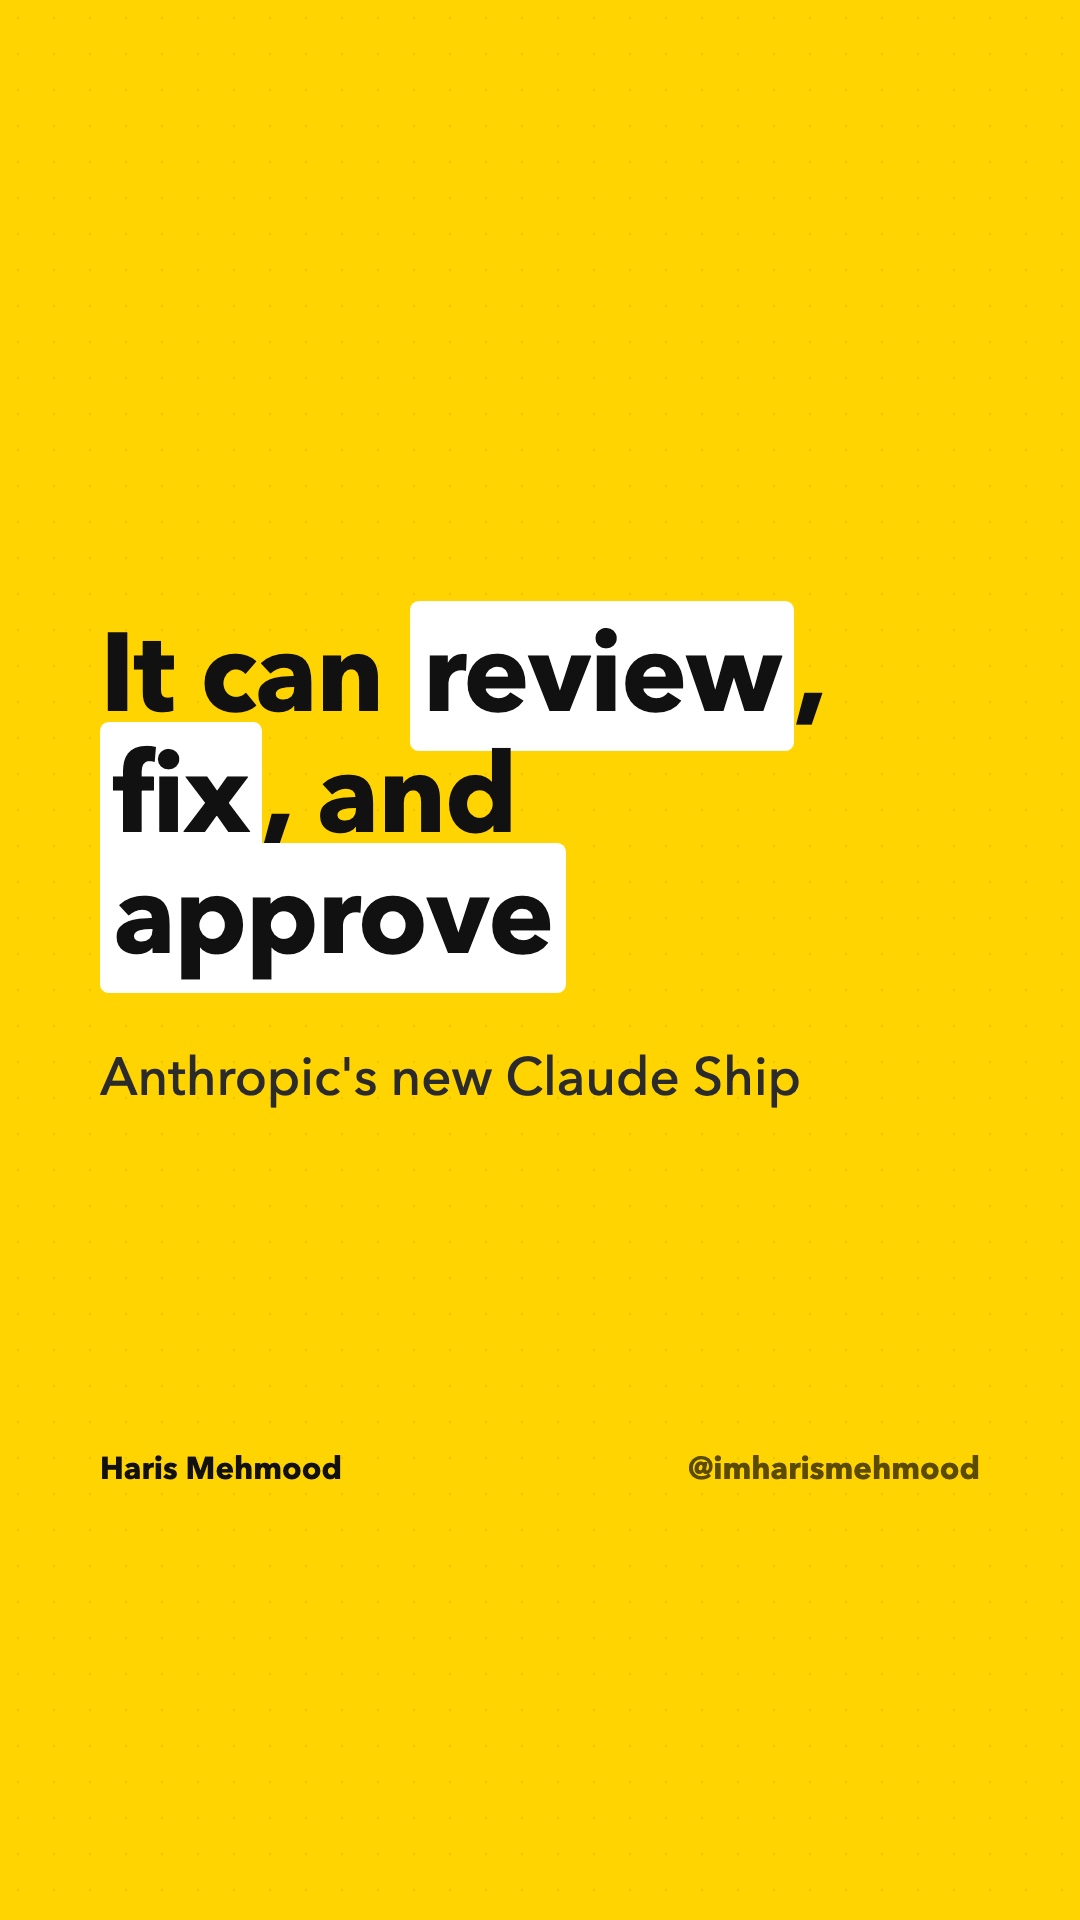 It can review,
fix, and
approve
Anthropic's new Claude Ship
Haris Mehmood
@imharismehmood